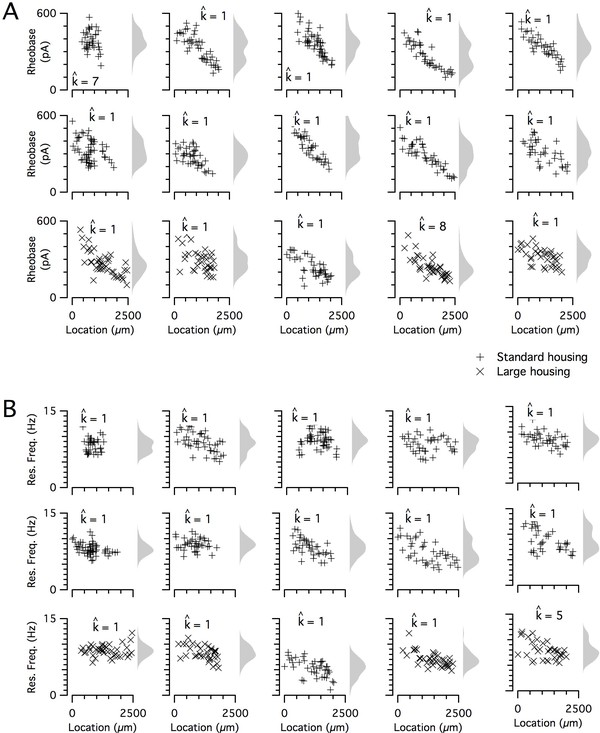 A
Rheobase (pA)
600
0
k̂ = 7
k̂ = 1
k̂ = 1
k̂ = 1
k̂ = 1
Rheobase (pA)
600
0
k̂ = 1
k̂ = 1
k̂ = 1
k̂ = 1
k̂ = 1
Rheobase (pA)
600
0
k̂ = 1
k̂ = 1
k̂ = 1
k̂ = 8
k̂ = 1
0 2500 0 2500 0 2500 0 2500 0 2500
Location (µm) Location (µm) Location (µm) Location (µm) Location (µm)
+ Standard housing
× Large housing
B
Res. Freq. (Hz)
15
0
k̂ = 1
k̂ = 1
k̂ = 1
k̂ = 1
k̂ = 1
Res. Freq. (Hz)
15
0
k̂ = 1
k̂ = 1
k̂ = 1
k̂ = 1
k̂ = 1
Res. Freq. (Hz)
15
0
k̂ = 1
k̂ = 1
k̂ = 1
k̂ = 1
k̂ = 5
0 2500 0 2500 0 2500 0 2500 0 2500
Location (µm) Location (µm) Location (µm) Location (µm) Location (µm)